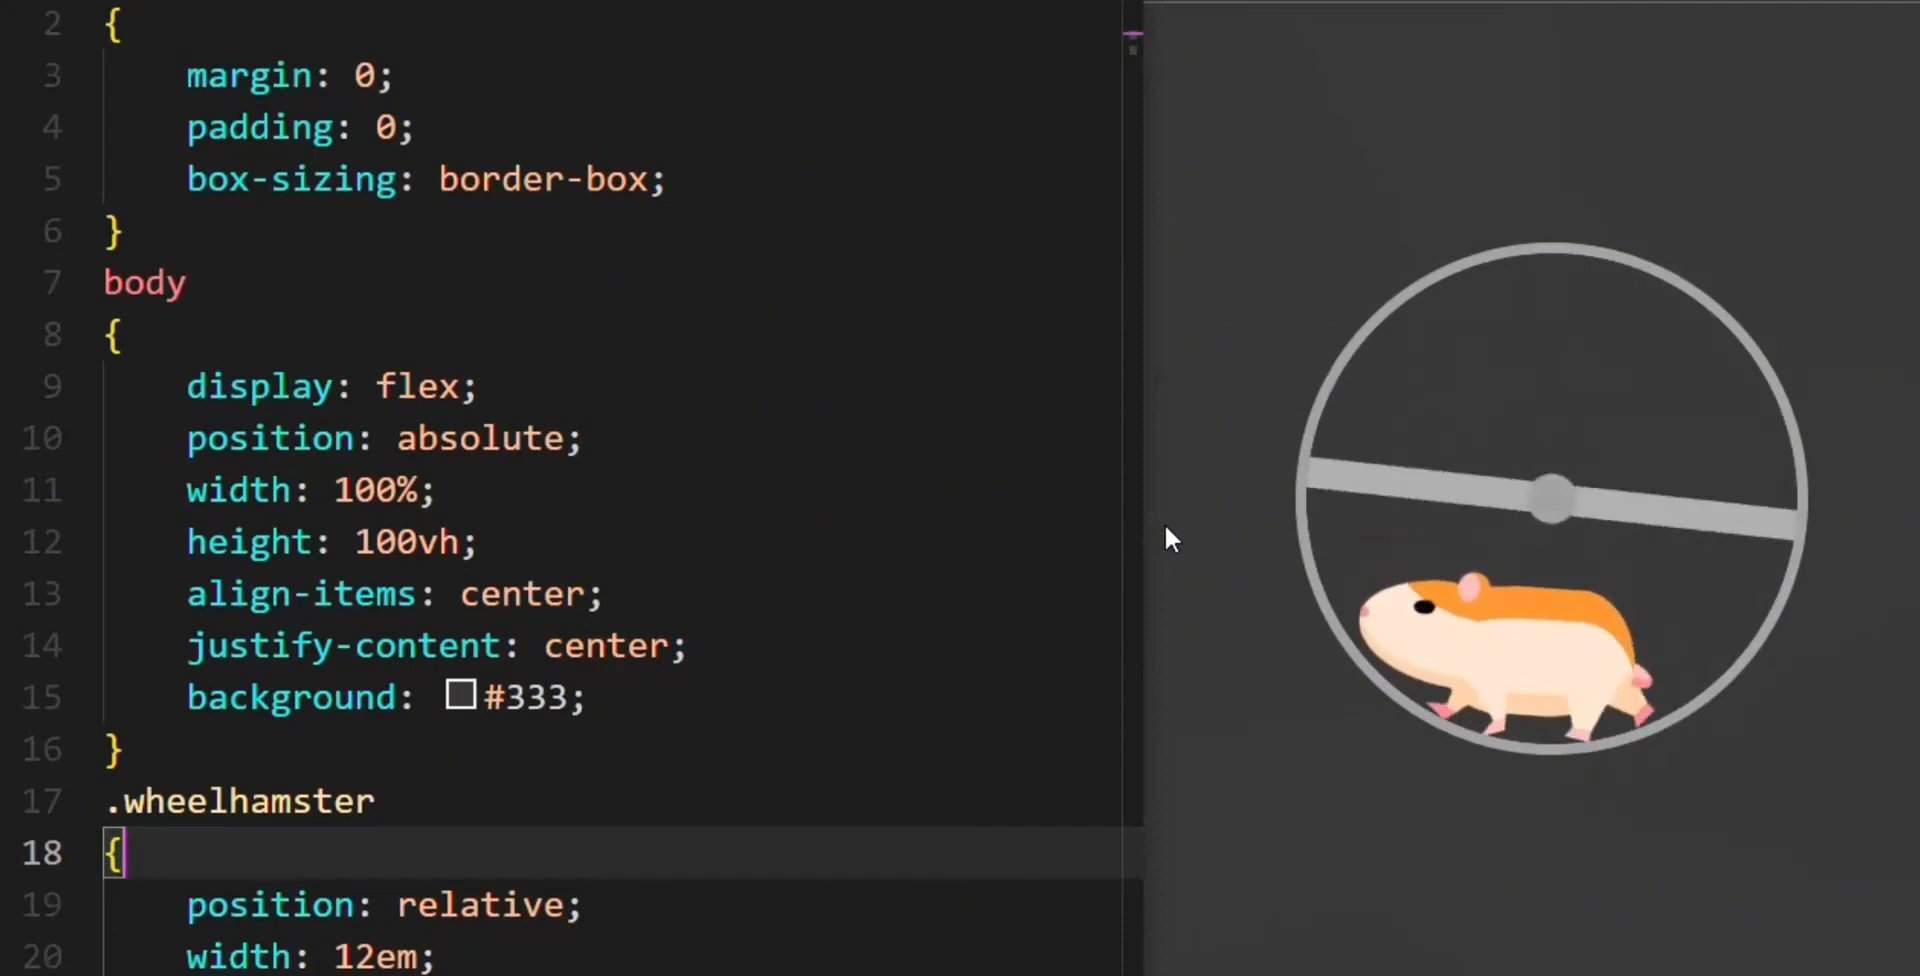 2 {
3 margin: 0;
4 padding: 0;
5 box-sizing: border-box;
6 }
7 body
8 {
9 display: flex;
10 position: absolute;
11 width: 100%;
12 height: 100vh;
13 align-items: center;
14 justify-content: center;
15 background: #333;
16 }
17 .wheelhamster
18 {
19 position: relative;
20 width: 12em;